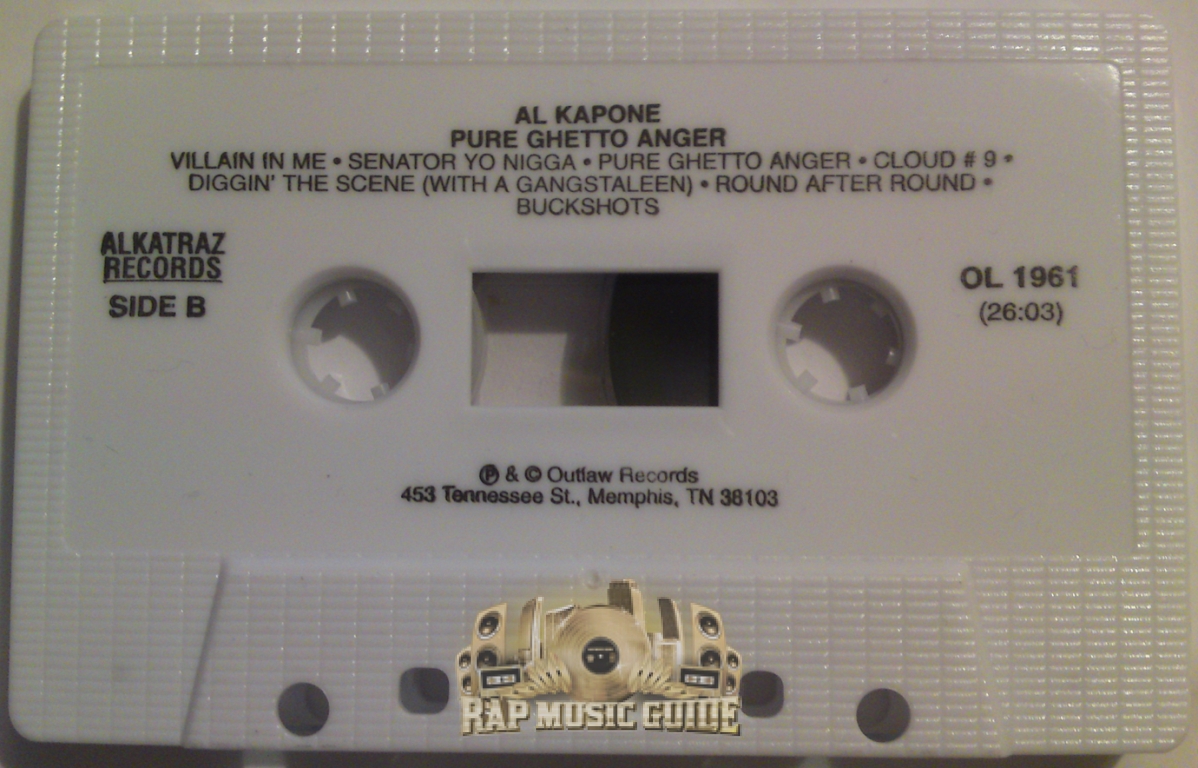 AL KAPONE
PURE GHETTO ANGER
VILLAIN IN ME • SENATOR YO NIGGA • PURE GHETTO ANGER • CLOUD # 9 •
DIGGIN' THE SCENE (WITH A GANGSTALEEN) • ROUND AFTER ROUND •
BUCKSHOTS
ALKATRAZ
RECORDS
SIDE B
OL 1961
(26:03)
Ⓟ & © Outlaw Records
453 Tennessee St., Memphis, TN 38103
RAP MUSIC GUIDE